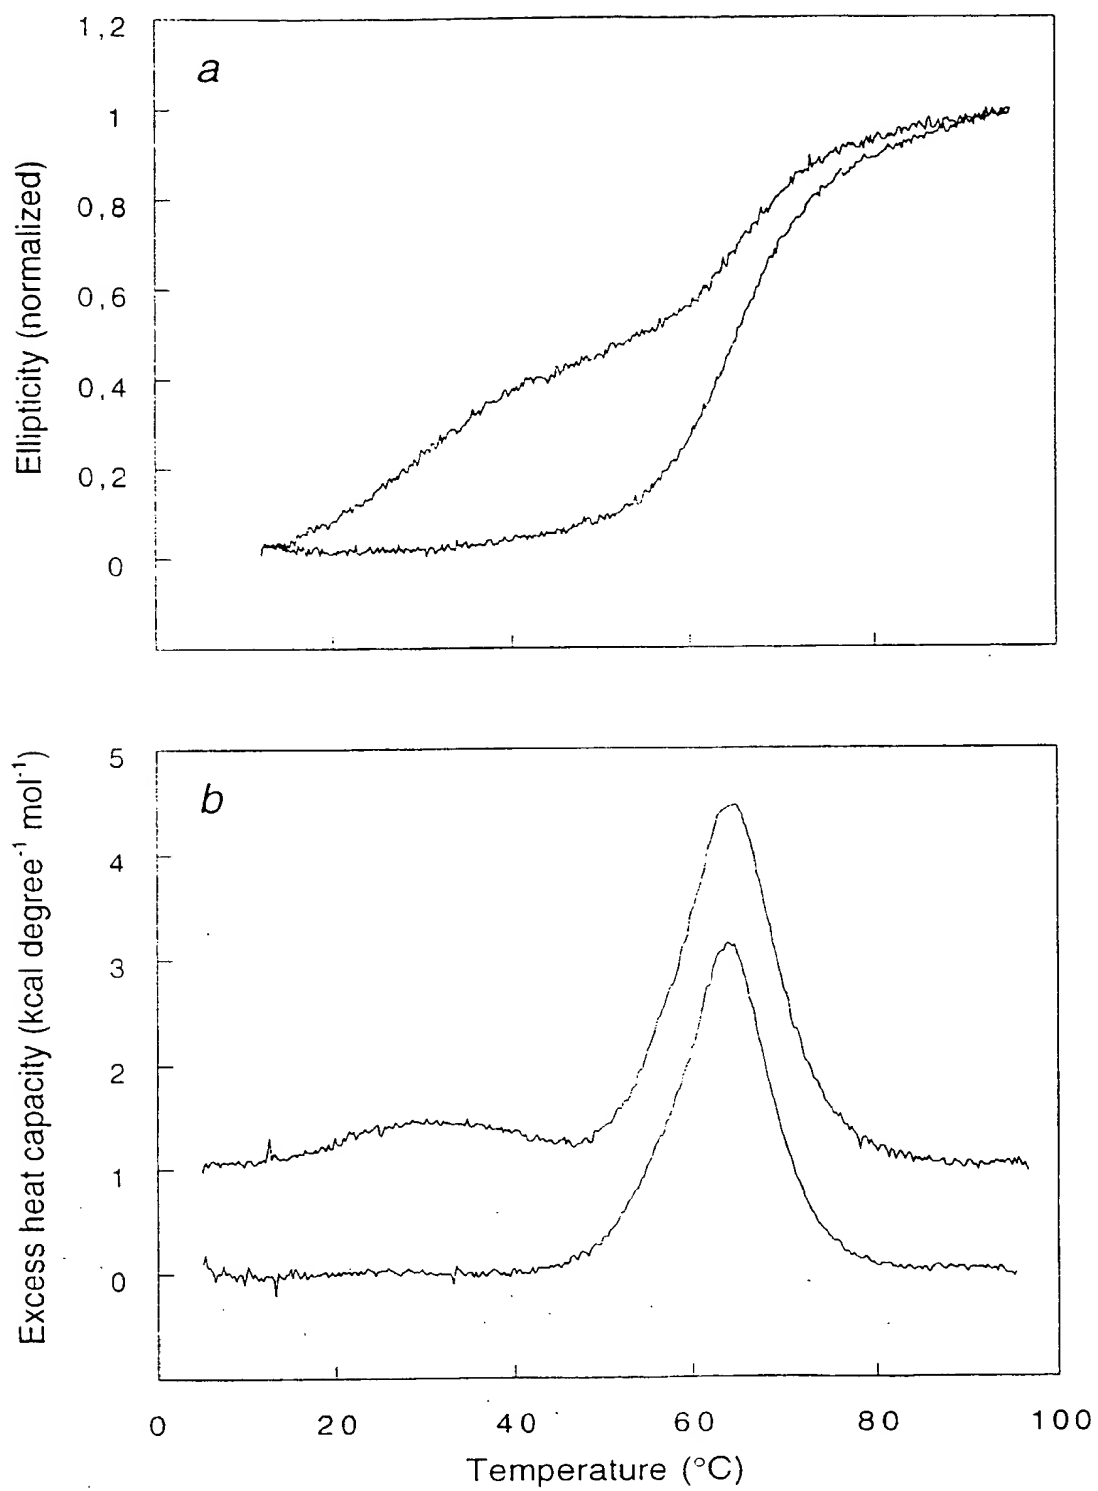 a
Ellipticity (normalized)
1,2
1
0,8
0,6
0,4
0,2
0
b
Excess heat capacity (kcal degree⁻¹ mol⁻¹)
5
4
3
2
1
0
0 20 40 60 80 100
Temperature (°C)